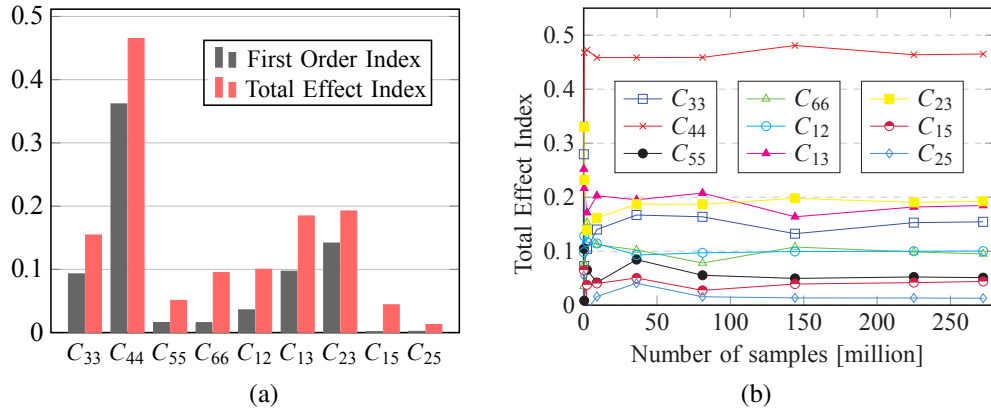 0.5
0.4
0.3
0.2
0.1
0
First Order Index
Total Effect Index
C33 C44 C55 C66 C12 C13 C23 C15 C25
(a)
Total Effect Index
0.5
0.4
0.3
0.2
0.1
0
C33 C66 C23
C44 C12 C15
C55 C13 C25
0 50 100 150 200 250
Number of samples [million]
(b)